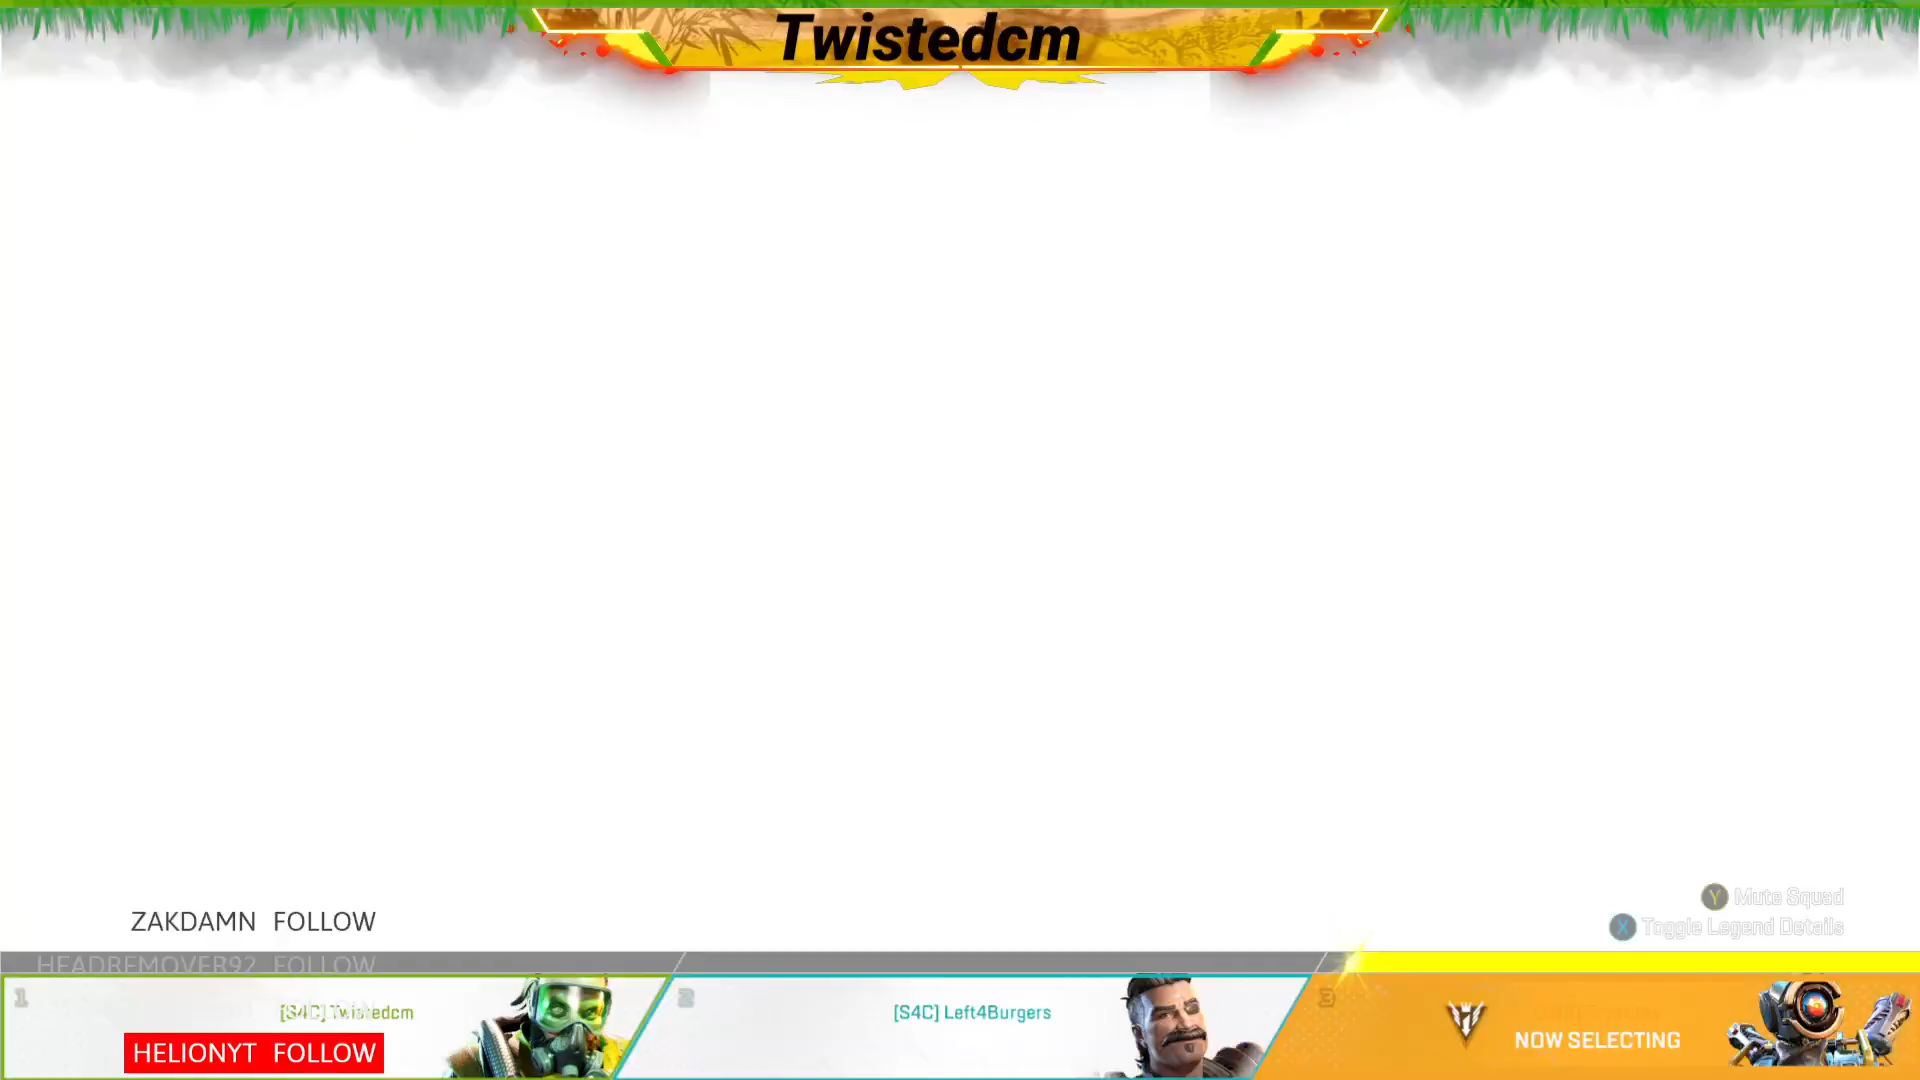 Twistedcm
Y Mute Squad
X Toggle Legend Details
ZAKDAMN FOLLOW
HEADREMOVER92 FOLLOW
1
[S4C] Twistedcm
2
[S4C] Left4Burgers
3
NOW SELECTING
HELIONYT FOLLOW